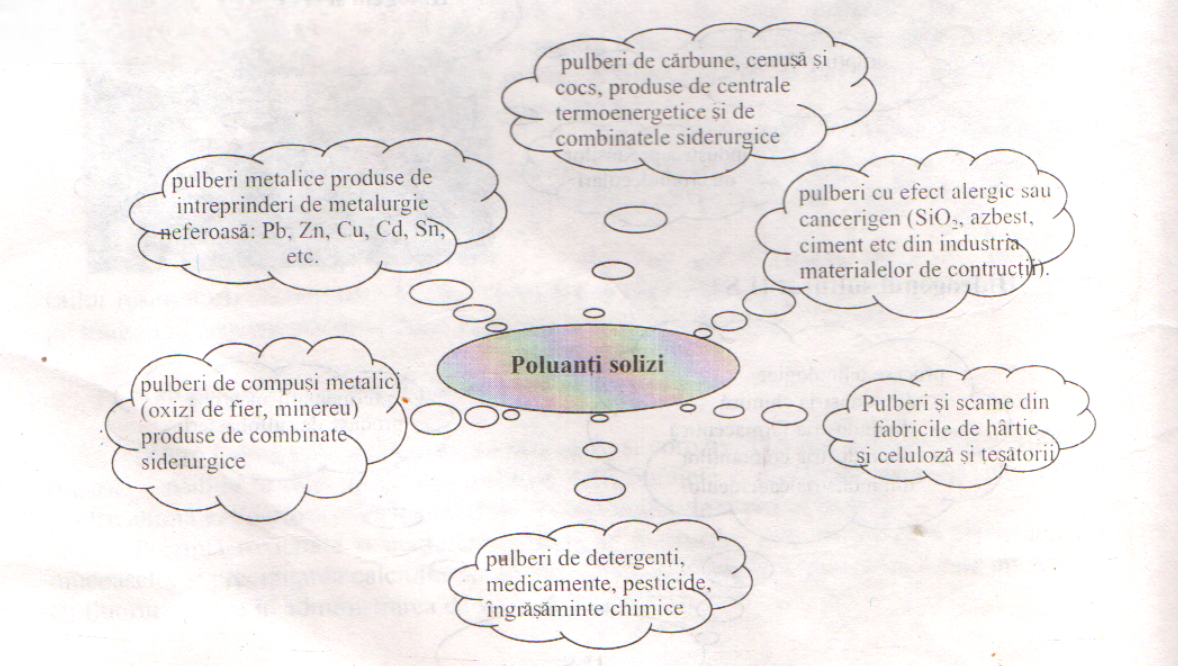 pulberi de cărbune, cenușă și
cocs, produse de centrale
termoenergetice și de
combinatele siderurgice
pulberi metalice produse de
intreprinderi de metalurgie
neferoasă: Pb, Zn, Cu, Cd, Sn,
etc.
pulberi cu efect alergic sau
cancerigen (SiO₂, azbest,
ciment etc din industria
materialelor de contrucții).
Poluanți solizi
pulberi de compuși metalici
(oxizi de fier, minereu)
produse de combinate
siderurgice
Pulberi și scame din
fabricile de hârtie
și celuloză și țesătorii
pulberi de detergenti,
medicamente, pesticide,
îngrășăminte chimice